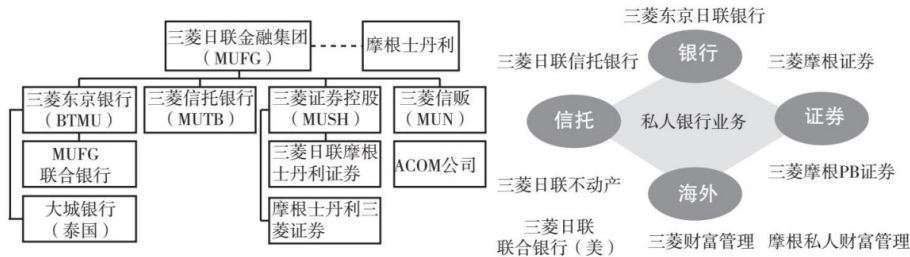 三菱日联金融集团
（MUFG）
摩根士丹利
三菱东京银行
（BTMU）
三菱信托银行
（MUTB）
三菱证券控股
（MUSH）
三菱信贩
（MUN）
MUFG
联合银行
三菱日联摩根
士丹利证券
ACOM公司
大城银行
（泰国）
摩根士丹利三
菱证券
三菱东京日联银行
三菱日联信托银行
银行
三菱摩根证券
信托
私人银行业务
证券
三菱日联不动产
海外
三菱摩根PB证券
三菱日联
联合银行（美）
三菱财富管理
摩根私人财富管理